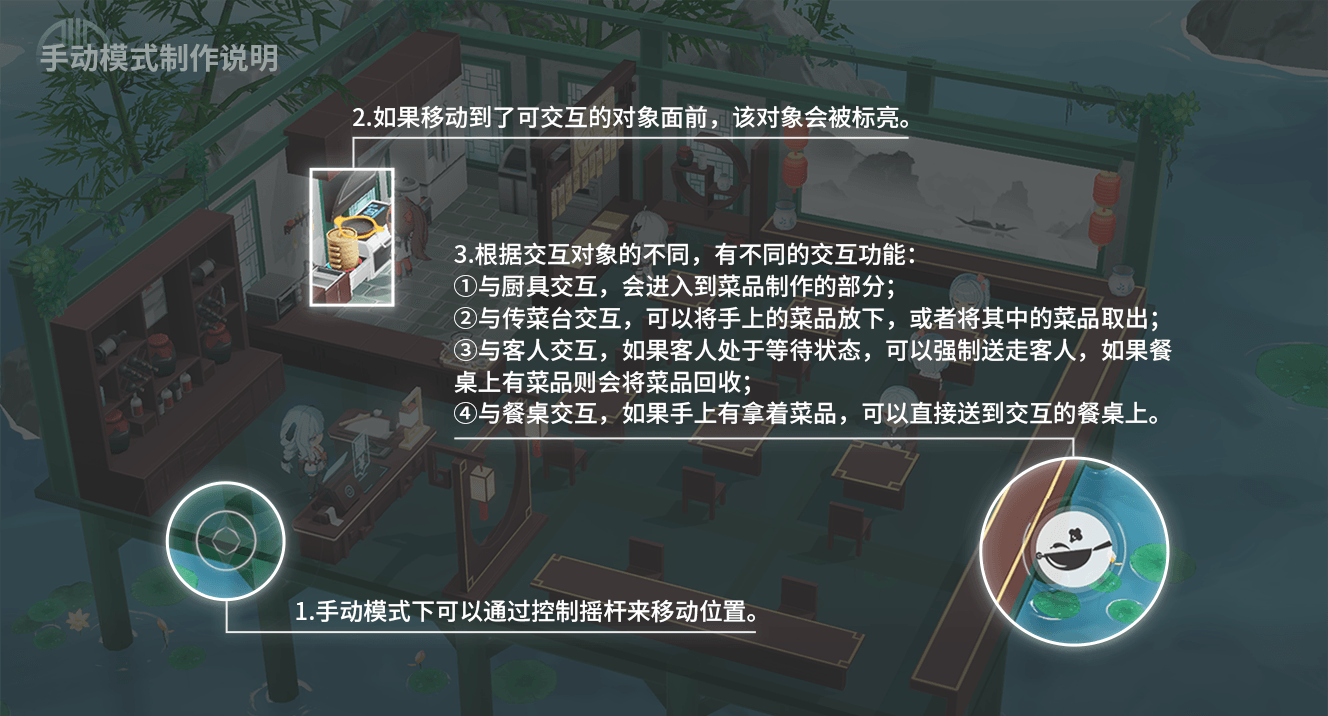 手动模式制作说明
2.如果移动到了可交互的对象面前，该对象会被标亮。
3.根据交互对象的不同，有不同的交互功能：
①与厨具交互，会进入到菜品制作的部分；
②与传菜台交互，可以将手上的菜品放下，或者将其中的菜品取出；
③与客人交互，如果客人处于等待状态，可以强制送走客人，如果餐
桌上有菜品则会将菜品回收；
④与餐桌交互，如果手上有拿着菜品，可以直接送到交互的餐桌上。
1.手动模式下可以通过控制摇杆来移动位置。